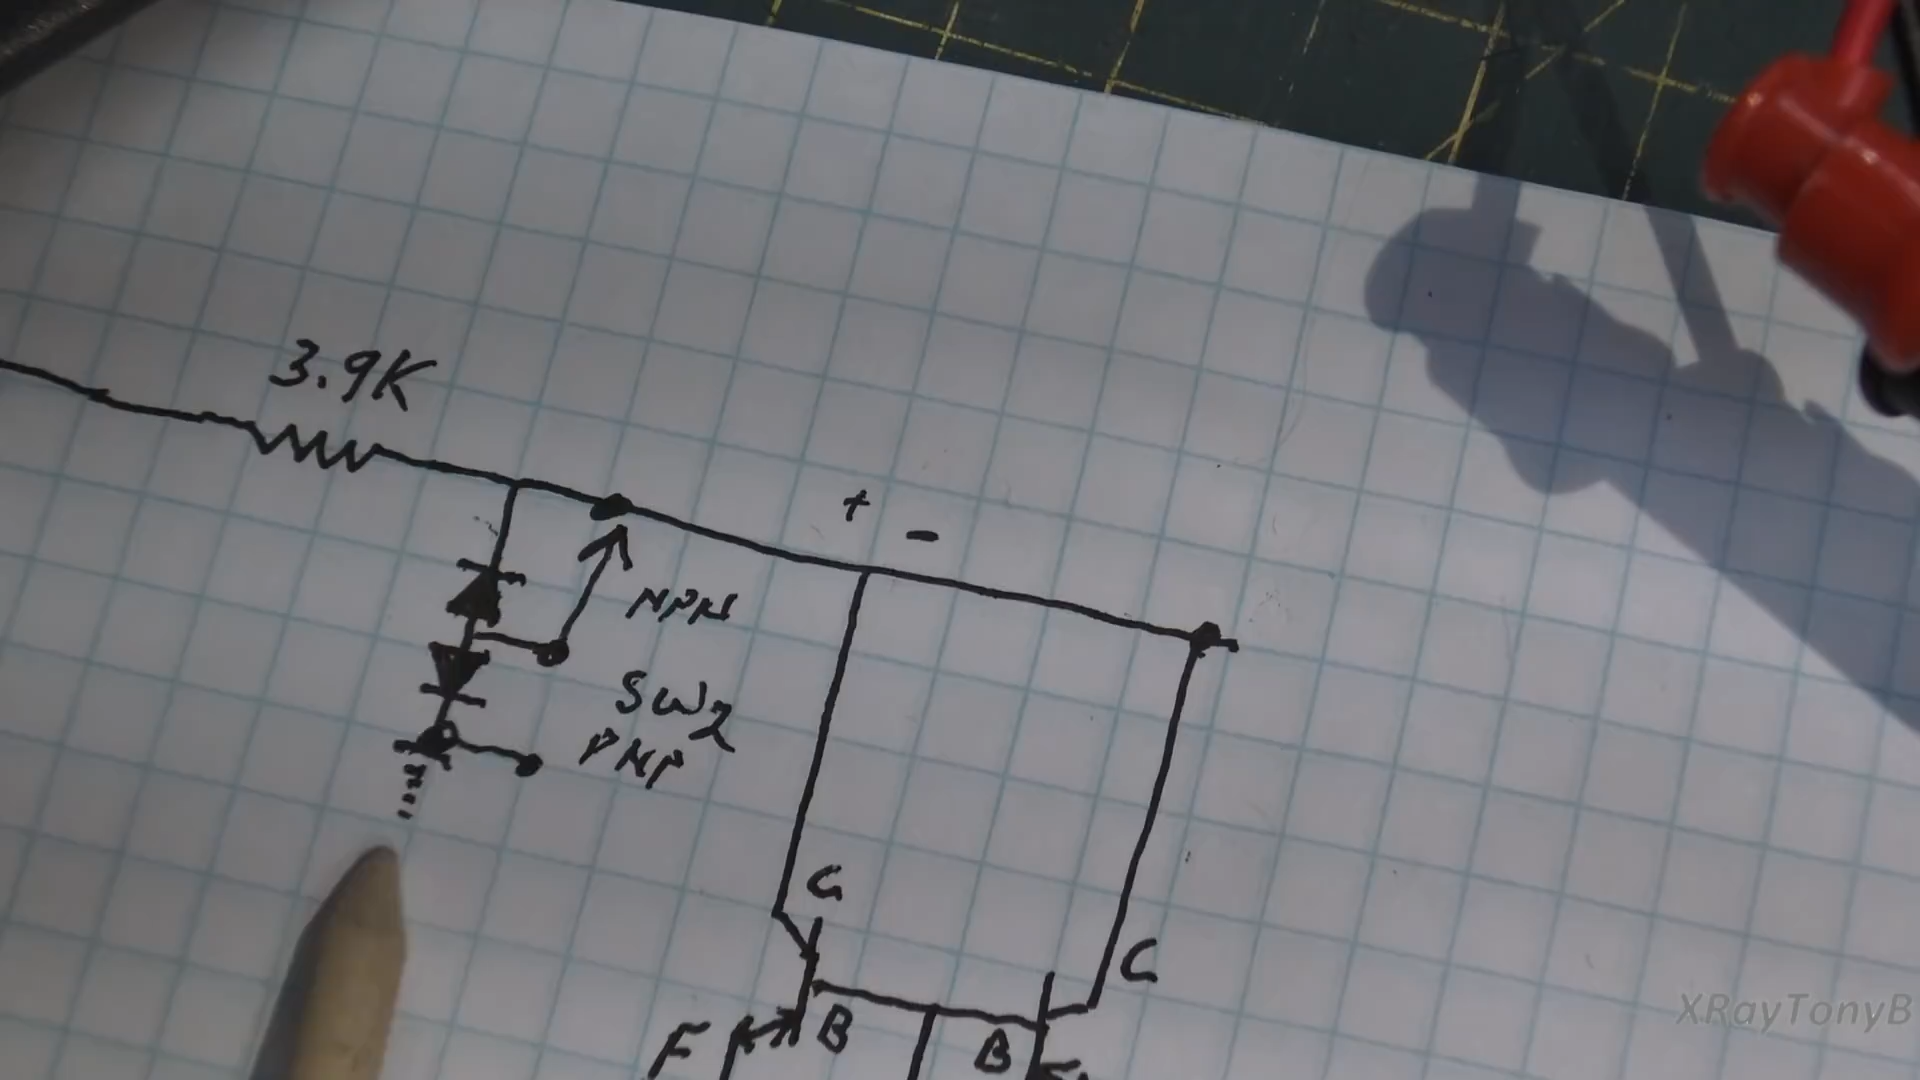 3.9K
+ -
NPN
SW2
PNP
C
C
E
B
B
XRayTonyB